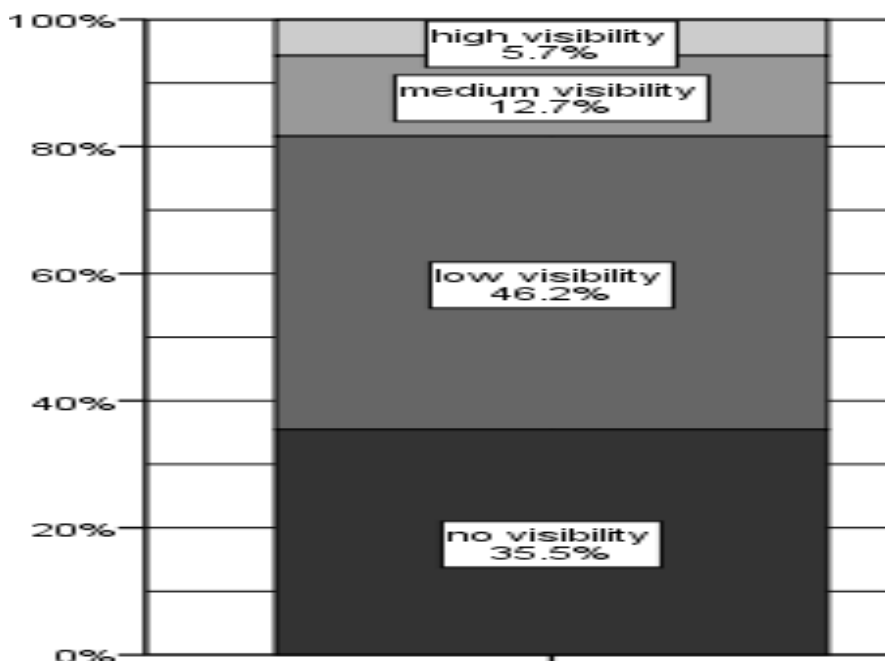 100%
high visibility
5.7%
medium visibility
12.7%
80%
low visibility
60%
46.2%
40%
no visibility
20%
35.5%
0%